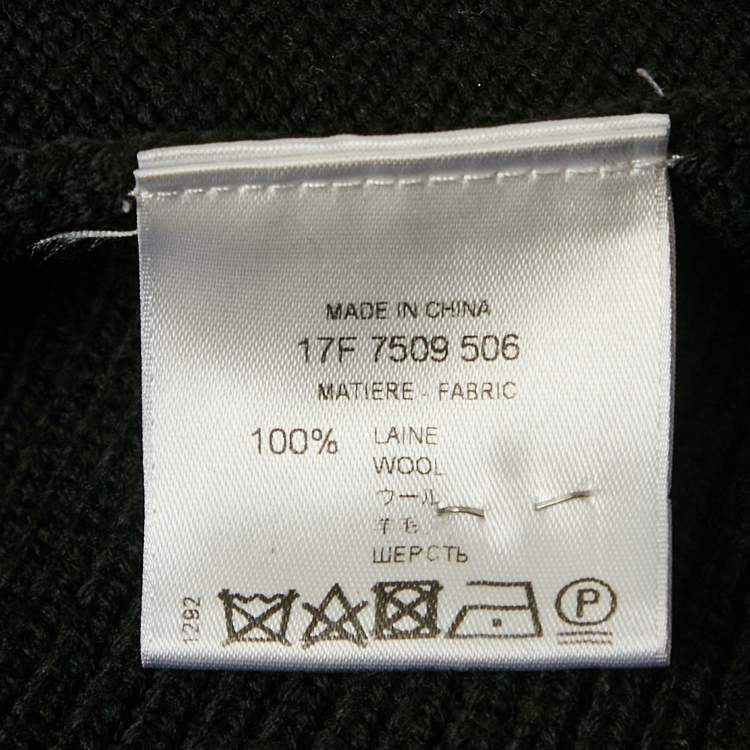 MADE IN CHINA
17F 7509 506
MATIERE - FABRIC
100% LAINE
WOOL
ウール
羊毛
ШЕРСТЬ
1292
P